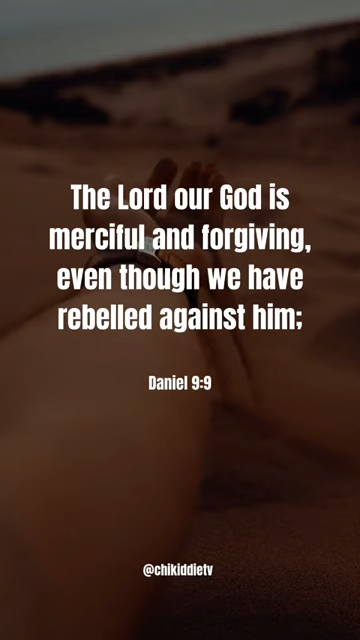 The Lord our God is
merciful and forgiving,
even though we have
rebelled against him;
Daniel 9:9
@chikiddietv